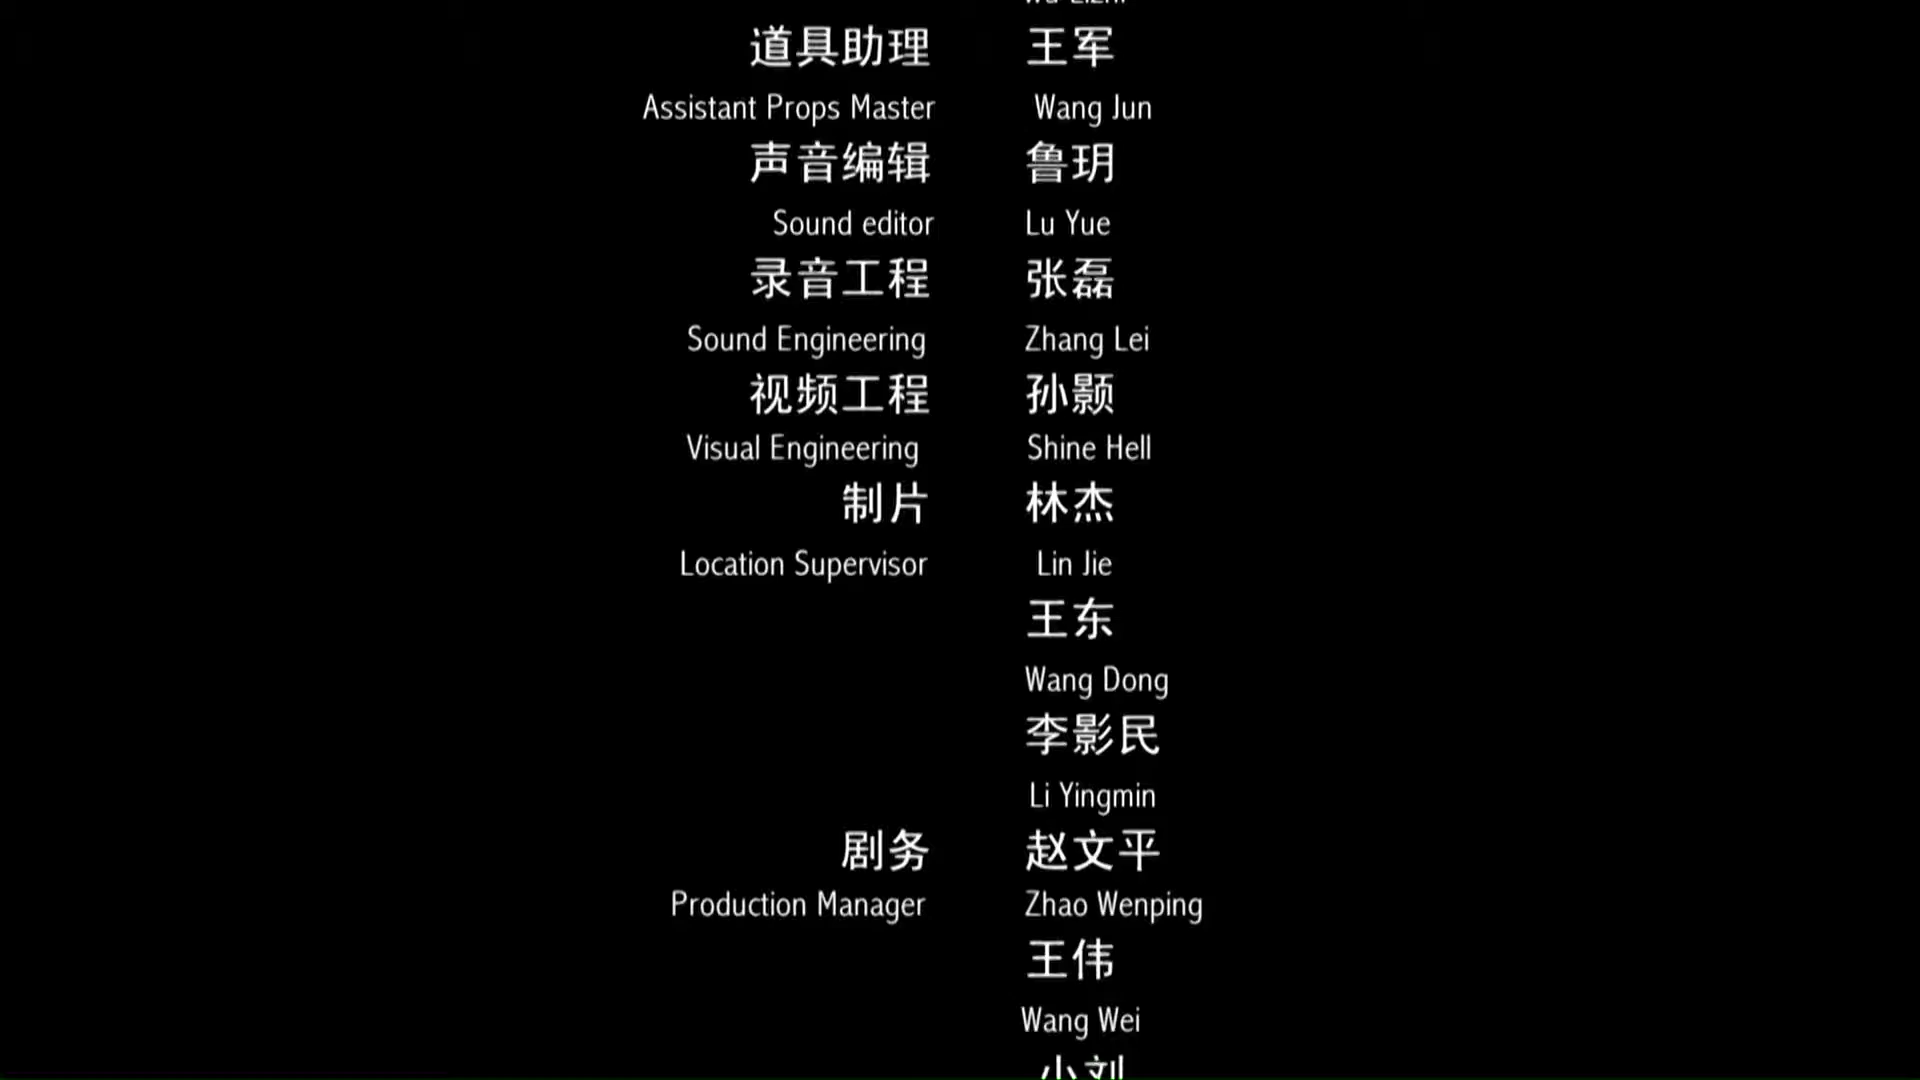 道具助理 王军
Assistant Props Master Wang Jun
声音编辑 鲁玥
Sound editor Lu Yue
录音工程 张磊
Sound Engineering Zhang Lei
视频工程 孙颢
Visual Engineering Shine Hell
制片 林杰
Location Supervisor Lin Jie
王东
Wang Dong
李影民
Li Yingmin
剧务 赵文平
Production Manager Zhao Wenping
王伟
Wang Wei
小刘